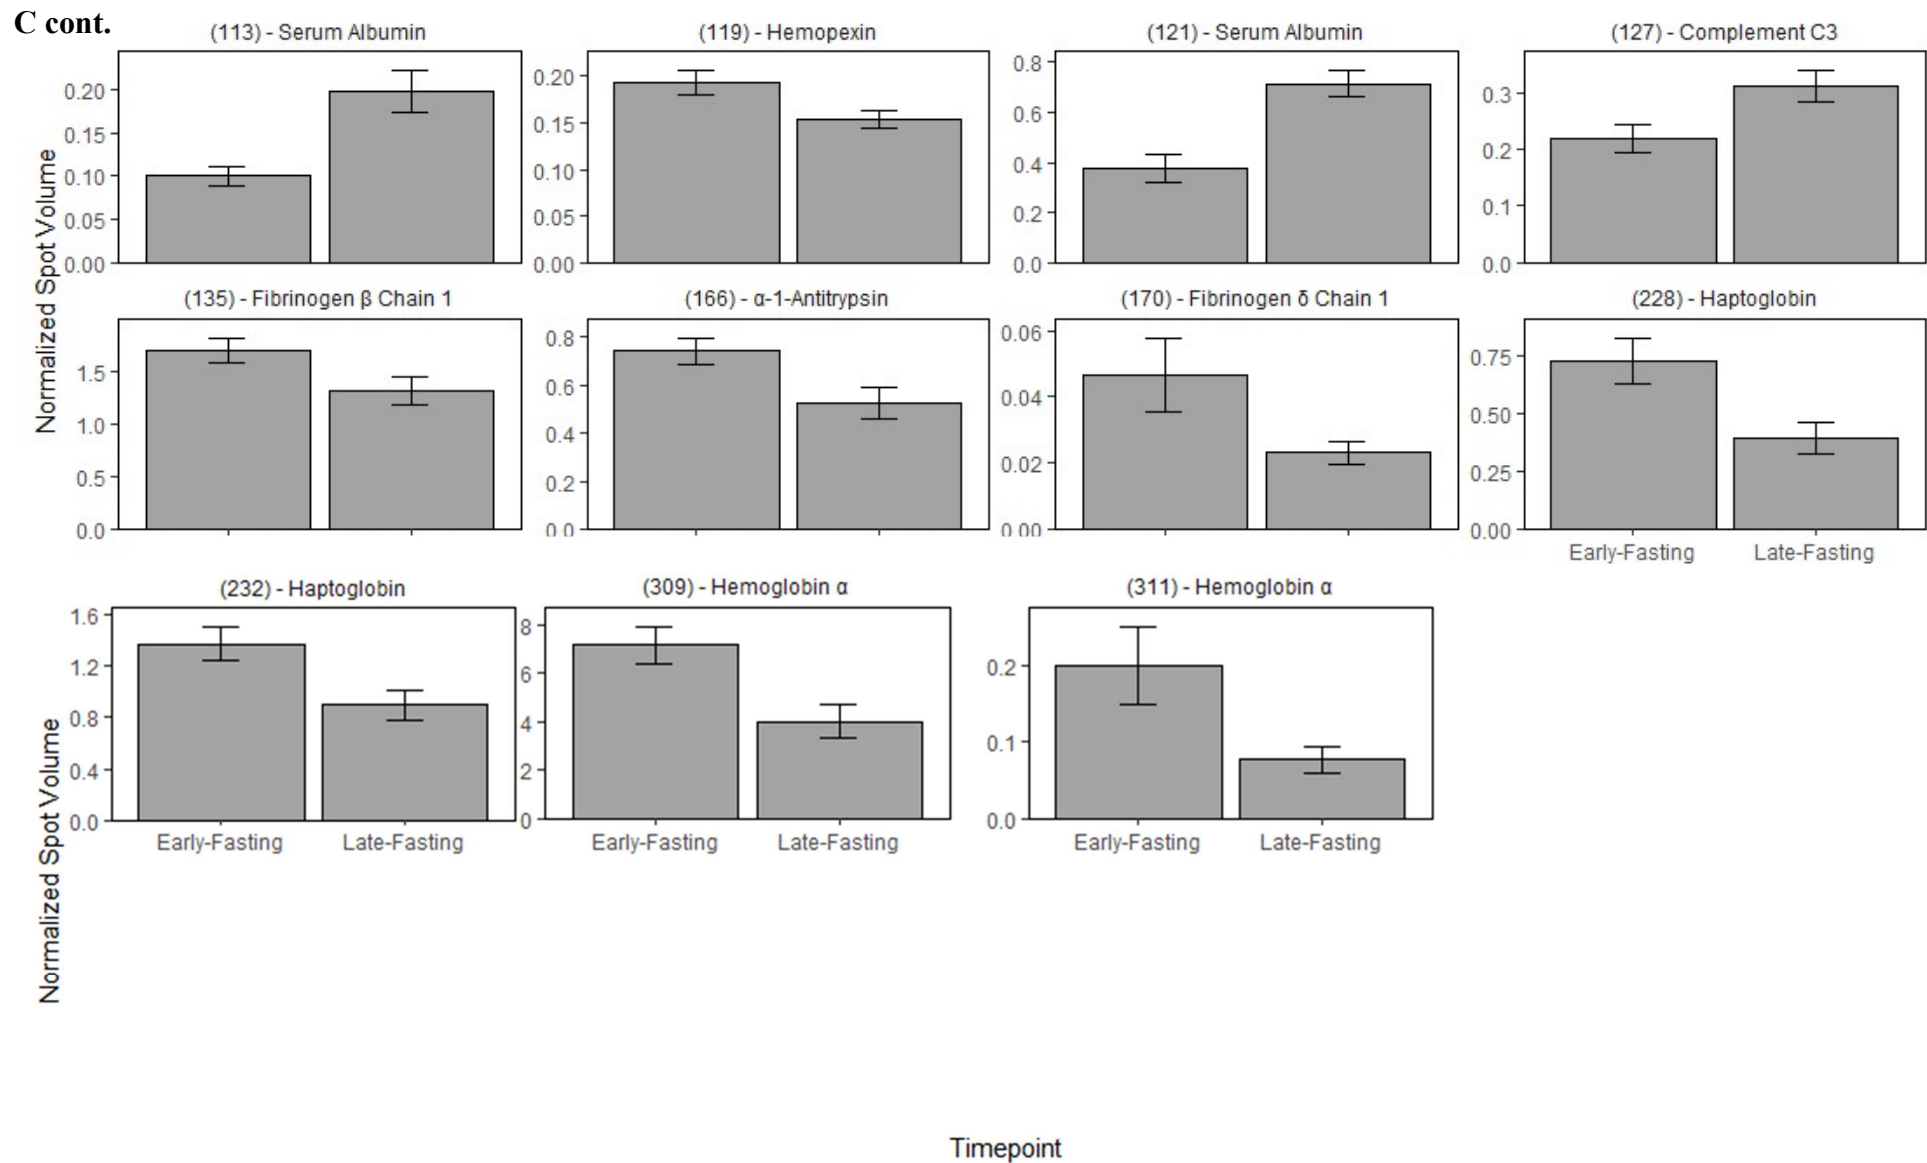 C cont.
(113) - Serum Albumin
(119) - Hemopexin
(121) - Serum Albumin
(127) - Complement C3
Normalized Spot Volume
0.20
0.15
0.10
0.05
0.00
0.20
0.15
0.10
0.05
0.00
0.8
0.6
0.4
0.2
0.0
0.3
0.2
0.1
0.0
(135) - Fibrinogen β Chain 1
(166) - α-1-Antitrypsin
(170) - Fibrinogen δ Chain 1
(228) - Haptoglobin
1.5
1.0
0.5
0.0
0.8
0.6
0.4
0.2
0.0
0.06
0.04
0.02
0.00
0.75
0.50
0.25
0.00
Early-Fasting
Late-Fasting
(232) - Haptoglobin
(309) - Hemoglobin α
(311) - Hemoglobin α
Normalized Spot Volume
1.6
1.2
0.8
0.4
0.0
8
6
4
2
0
0.2
0.1
0.0
Early-Fasting
Late-Fasting
Early-Fasting
Late-Fasting
Early-Fasting
Late-Fasting
Timepoint